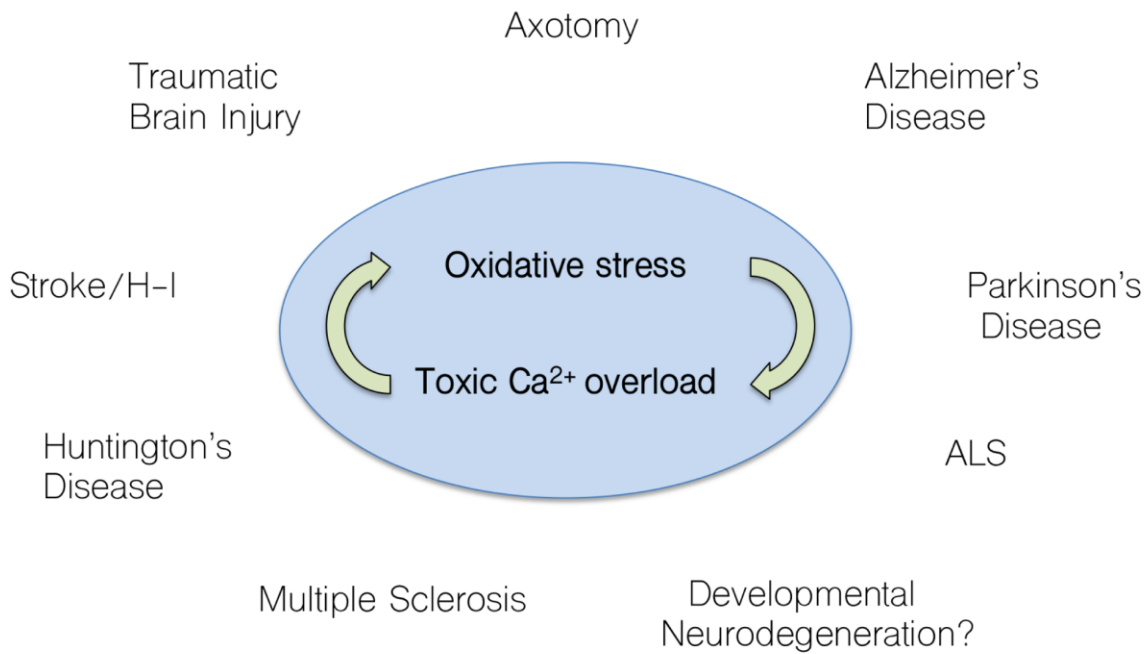 Axotomy
Traumatic
Brain Injury
Alzheimer's
Disease
Oxidative stress
Stroke/H-I
Parkinson's
Disease
Toxic Ca²⁺ overload
Huntington's
Disease
ALS
Multiple Sclerosis
Developmental
Neurodegeneration?